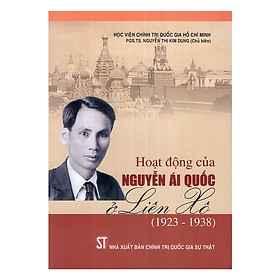 HỌC VIỆN CHÍNH TRỊ QUỐC GIA HỒ CHÍ MINH
PGS.TS. NGUYỄN THỊ KIM DUNG (Chủ biên)
Hoạt động của
NGUYỄN ÁI QUỐC
ở Liên Xô
(1923 - 1938)
ST NHÀ XUẤT BẢN CHÍNH TRỊ QUỐC GIA SỰ THẬT